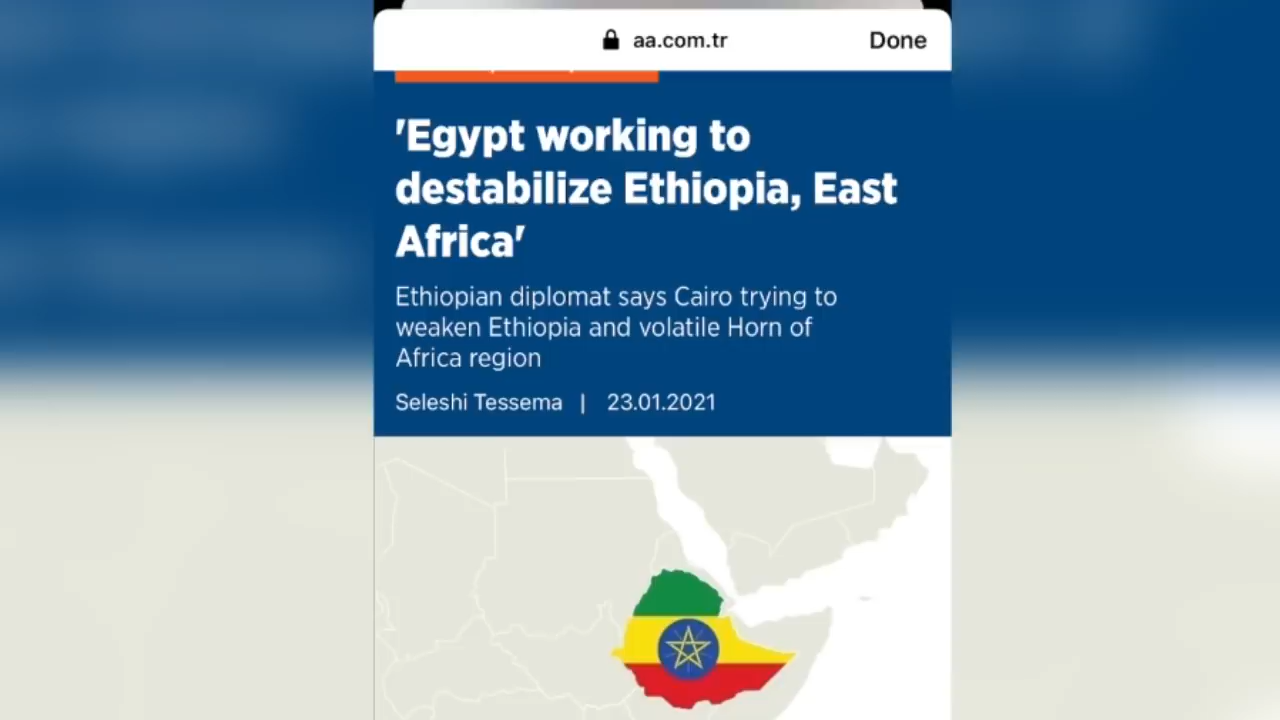 aa.com.tr
Done
'Egypt working to
destabilize Ethiopia, East
Africa'
Ethiopian diplomat says Cairo trying to
weaken Ethiopia and volatile Horn of
Africa region
Seleshi Tessema | 23.01.2021